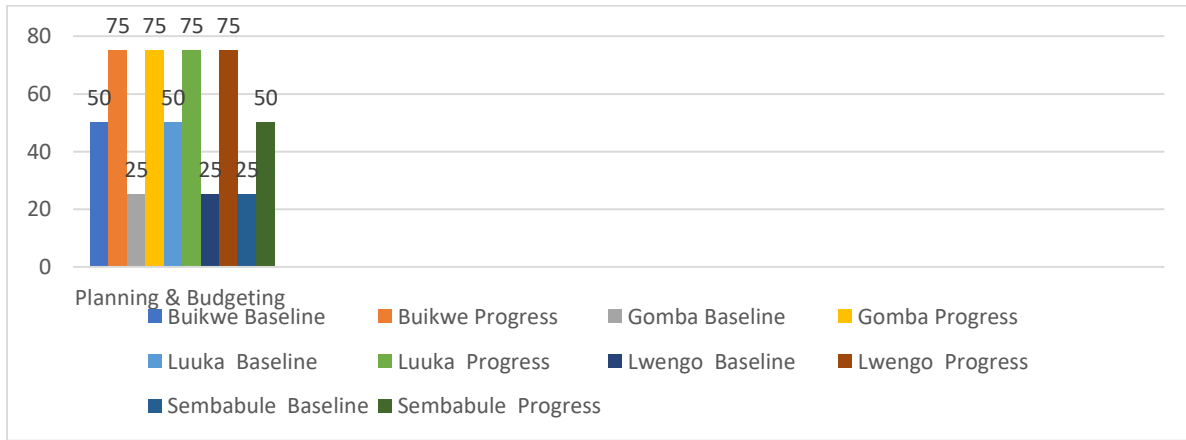 75 75 75 75
80
60
50 50 50
40
25 25 25
20
0
Planning & Budgeting
Buikwe Baseline Buikwe Progress Gomba Baseline Gomba Progress
Luuka Baseline Luuka Progress Lwengo Baseline Lwengo Progress
Sembabule Baseline Sembabule Progress